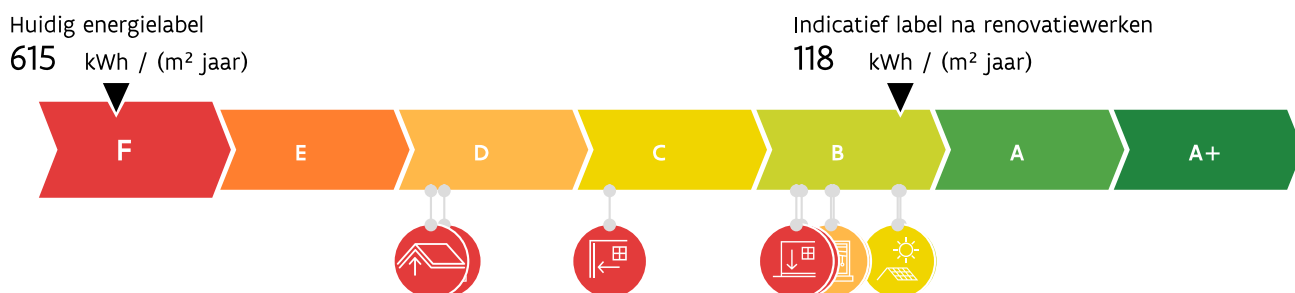 Huidig energielabel
615 kWh / (m² jaar)
Indicatief label na renovatiewerken
118 kWh / (m² jaar)
F E D C B A A+